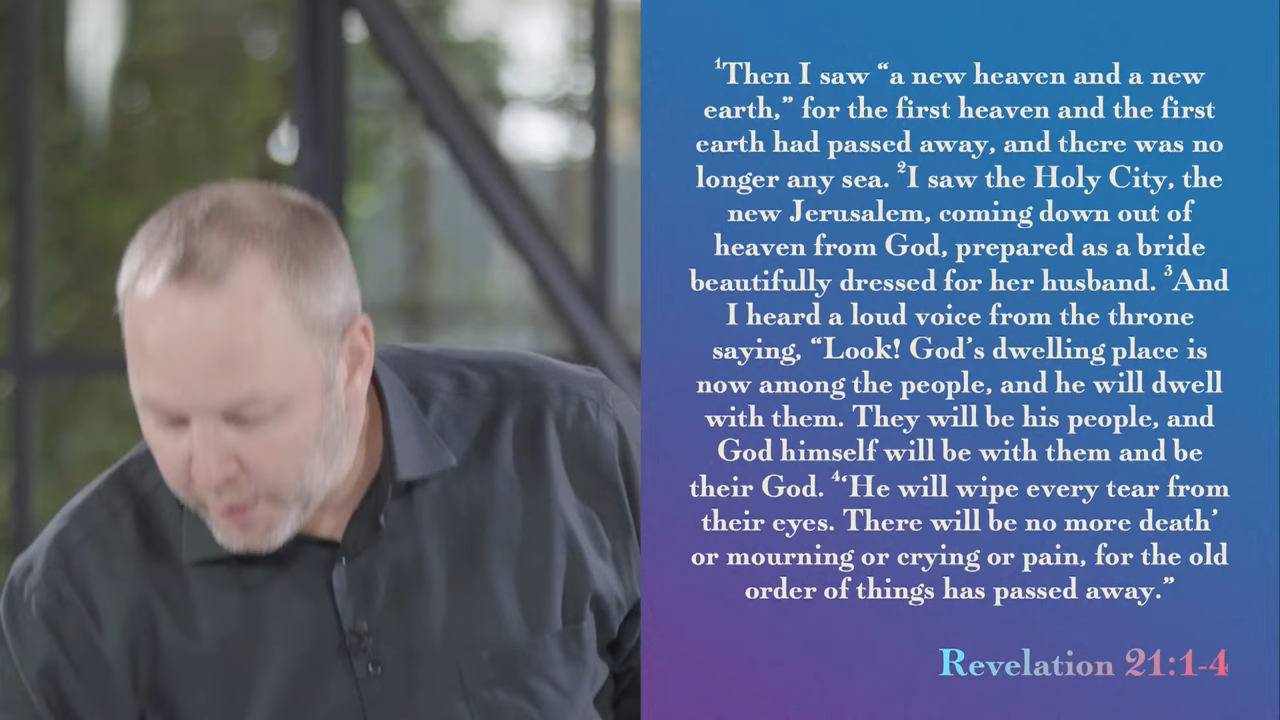 ¹Then I saw “a new heaven and a new
earth,” for the first heaven and the first
earth had passed away, and there was no
longer any sea. ²I saw the Holy City, the
new Jerusalem, coming down out of
heaven from God, prepared as a bride
beautifully dressed for her husband. ³And
I heard a loud voice from the throne
saying, “Look! God’s dwelling place is
now among the people, and he will dwell
with them. They will be his people, and
God himself will be with them and be
their God. ⁴‘He will wipe every tear from
their eyes. There will be no more death’
or mourning or crying or pain, for the old
order of things has passed away.”
Revelation 21:1-4